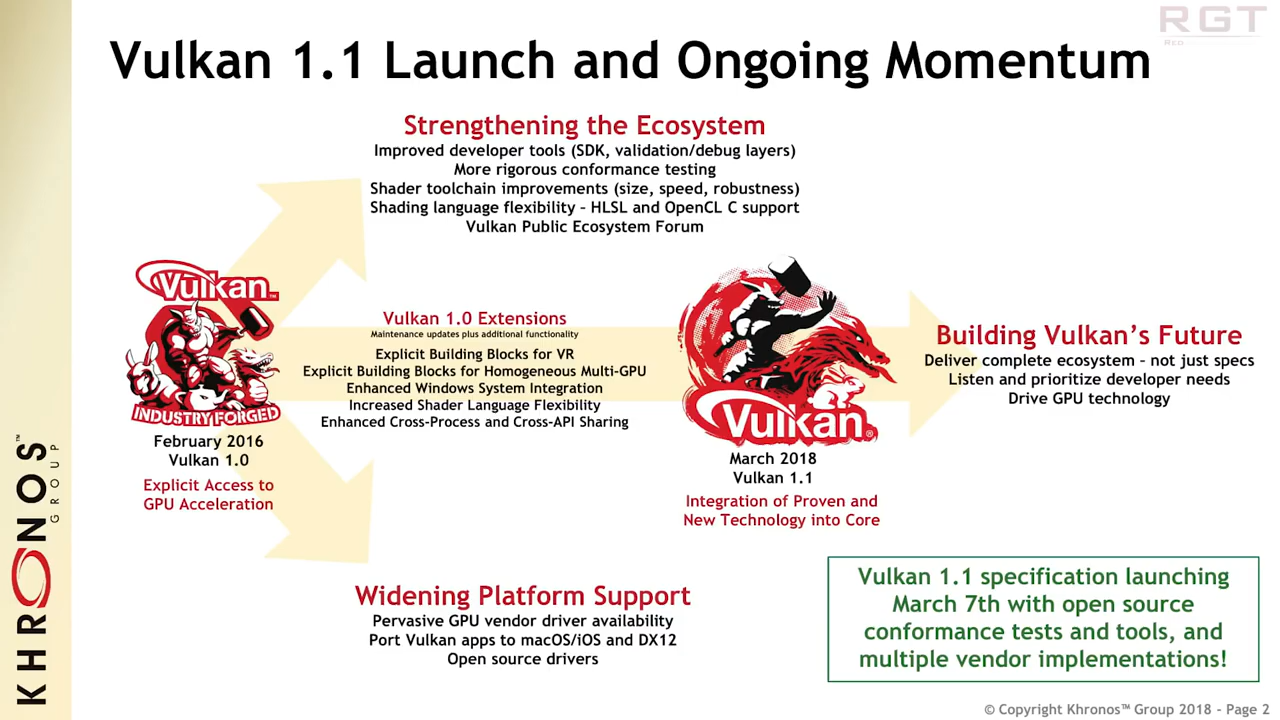 RGT
RED
Vulkan 1.1 Launch and Ongoing Momentum
Strengthening the Ecosystem
Improved developer tools (SDK, validation/debug layers)
More rigorous conformance testing
Shader toolchain improvements (size, speed, robustness)
Shading language flexibility – HLSL and OpenCL C support
Vulkan Public Ecosystem Forum
Vulkan™
INDUSTRY FORGED
February 2016
Vulkan 1.0
Explicit Access to
GPU Acceleration
Vulkan 1.0 Extensions
Maintenance updates plus additional functionality
Explicit Building Blocks for VR
Explicit Building Blocks for Homogeneous Multi-GPU
Enhanced Windows System Integration
Increased Shader Language Flexibility
Enhanced Cross-Process and Cross-API Sharing
Vulkan®
March 2018
Vulkan 1.1
Integration of Proven and
New Technology into Core
Building Vulkan's Future
Deliver complete ecosystem – not just specs
Listen and prioritize developer needs
Drive GPU technology
Widening Platform Support
Pervasive GPU vendor driver availability
Port Vulkan apps to macOS/iOS and DX12
Open source drivers
Vulkan 1.1 specification launching
March 7th with open source
conformance tests and tools, and
multiple vendor implementations!
KHRONOS™
GROUP
© Copyright Khronos™ Group 2018 - Page 2